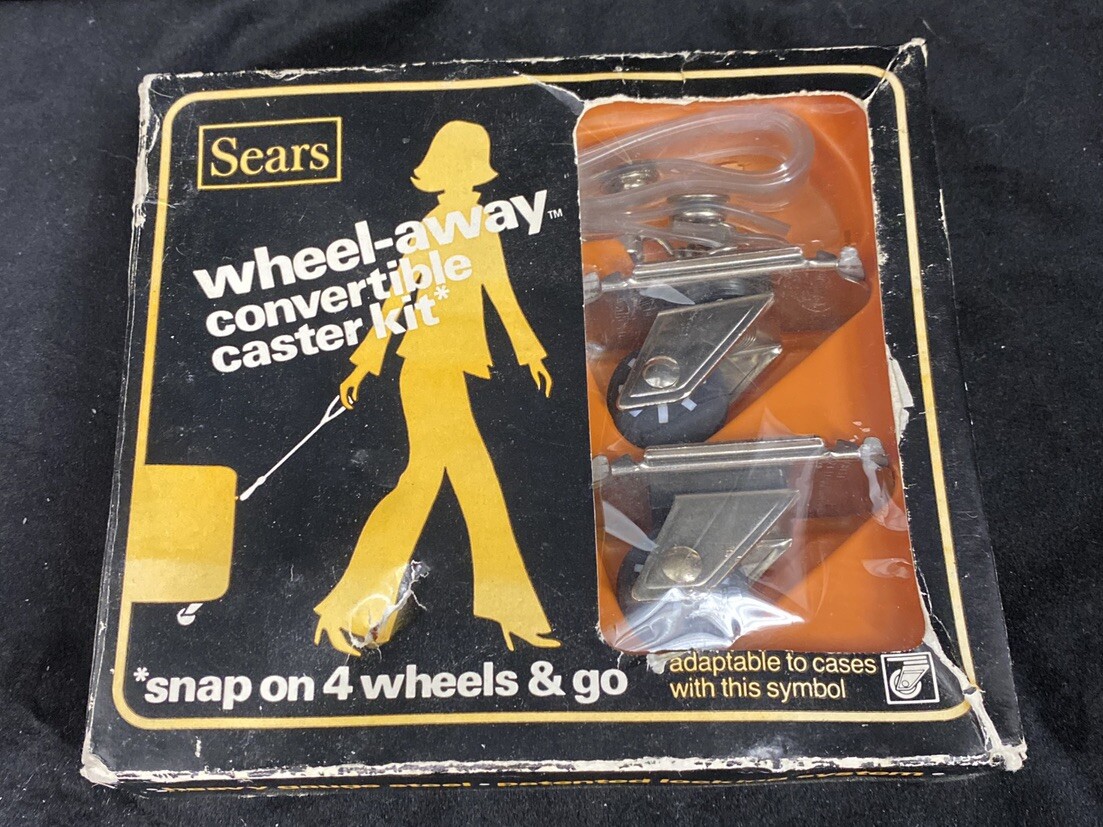 Sears
wheel-away™
convertible
caster kit*
*snap on 4 wheels & go
adaptable to cases
with this symbol